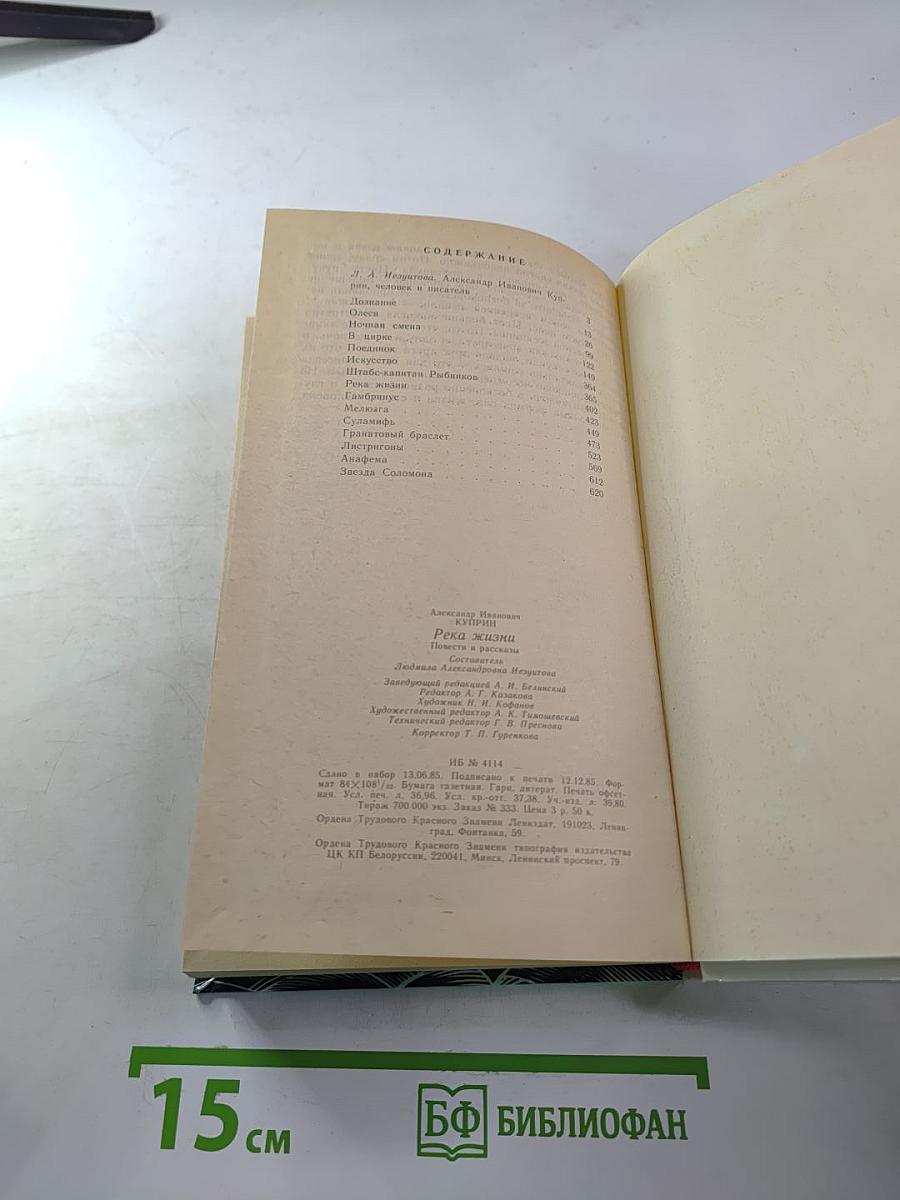 СОДЕРЖАНИЕ
Л. А. Иезуитова. Александр Иванович Куп-
рин, человек и писатель . . . 3
Дознание . . . 13
Олеся . . . 26
Ночная смена . . . 99
В цирке . . . 122
Поединок . . . 149
Искусство . . . 364
Штабс-капитан Рыбников . . . 365
Река жизни . . . 402
Гамбринус . . . 423
Мелюзга . . . 449
Суламифь . . . 473
Гранатовый браслет . . . 523
Листригоны . . . 569
Анафема . . . 612
Звезда Соломона . . . 620
Александр Иванович
КУПРИН
Река жизни
Повести и рассказы
Составитель
Людмила Александровна Иезуитова
Заведующий редакцией А. И. Белинский
Редактор А. Г. Казакова
Художник Н. И. Кофанов
Художественный редактор А. К. Тимошевский
Технический редактор Г. В. Преснова
Корректор Т. П. Гуренкова
ИБ № 4114
Сдано в набор 13.06.85. Подписано к печати 12.12.85. Фор-
мат 84×108¹/₃₂. Бумага газетная. Гарн. литерат. Печать офсет-
ная. Усл. печ. л. 36,96. Усл. кр.-отт. 37,38. Уч.-изд. л. 39,80.
Тираж 700 000 экз. Заказ № 333. Цена 3 р. 50 к.
Ордена Трудового Красного Знамени Лениздат, 191023, Ленин-
град, Фонтанка, 59.
Ордена Трудового Красного Знамени типография издательства
ЦК КП Белоруссии, 220041, Минск, Ленинский проспект, 79.
15 см
БФ БИБЛИОФАН